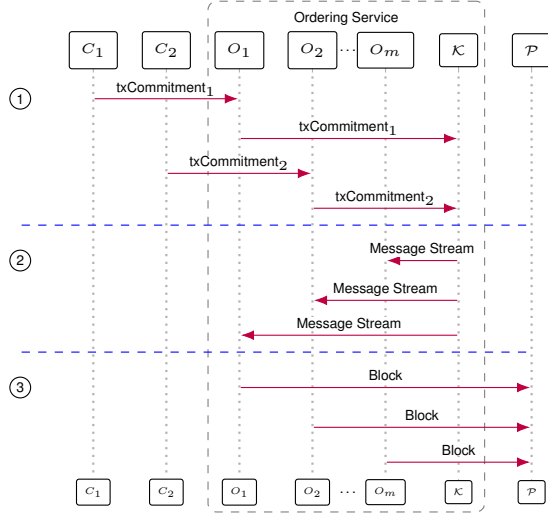 Ordering Service
C₁ C₂ O₁ O₂ ... Oₘ 𝒦 𝒫
1
txCommitment₁
txCommitment₁
txCommitment₂
txCommitment₂
2
Message Stream
Message Stream
Message Stream
3
Block
Block
Block
C₁ C₂ O₁ O₂ ... Oₘ 𝒦 𝒫